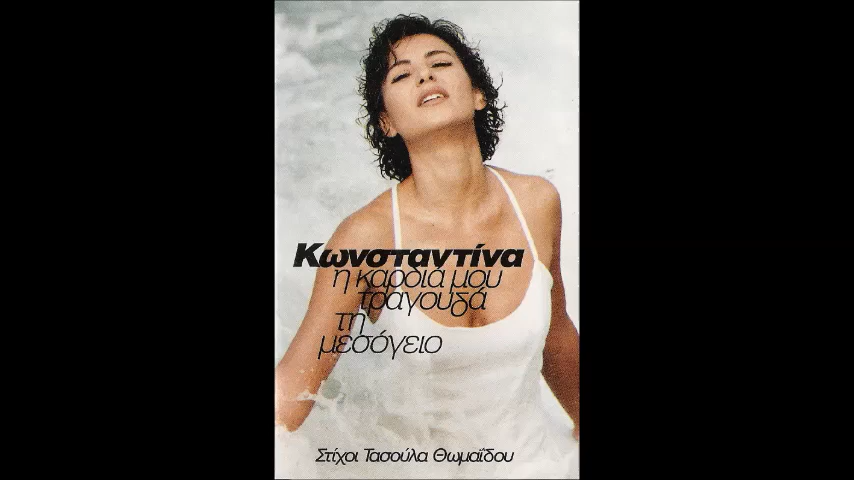 Κωνσταντίνα
η καρδιά μου
τραγουδά
τη
μεσόγειο
Στίχοι Τασούλα Θωμαΐδου